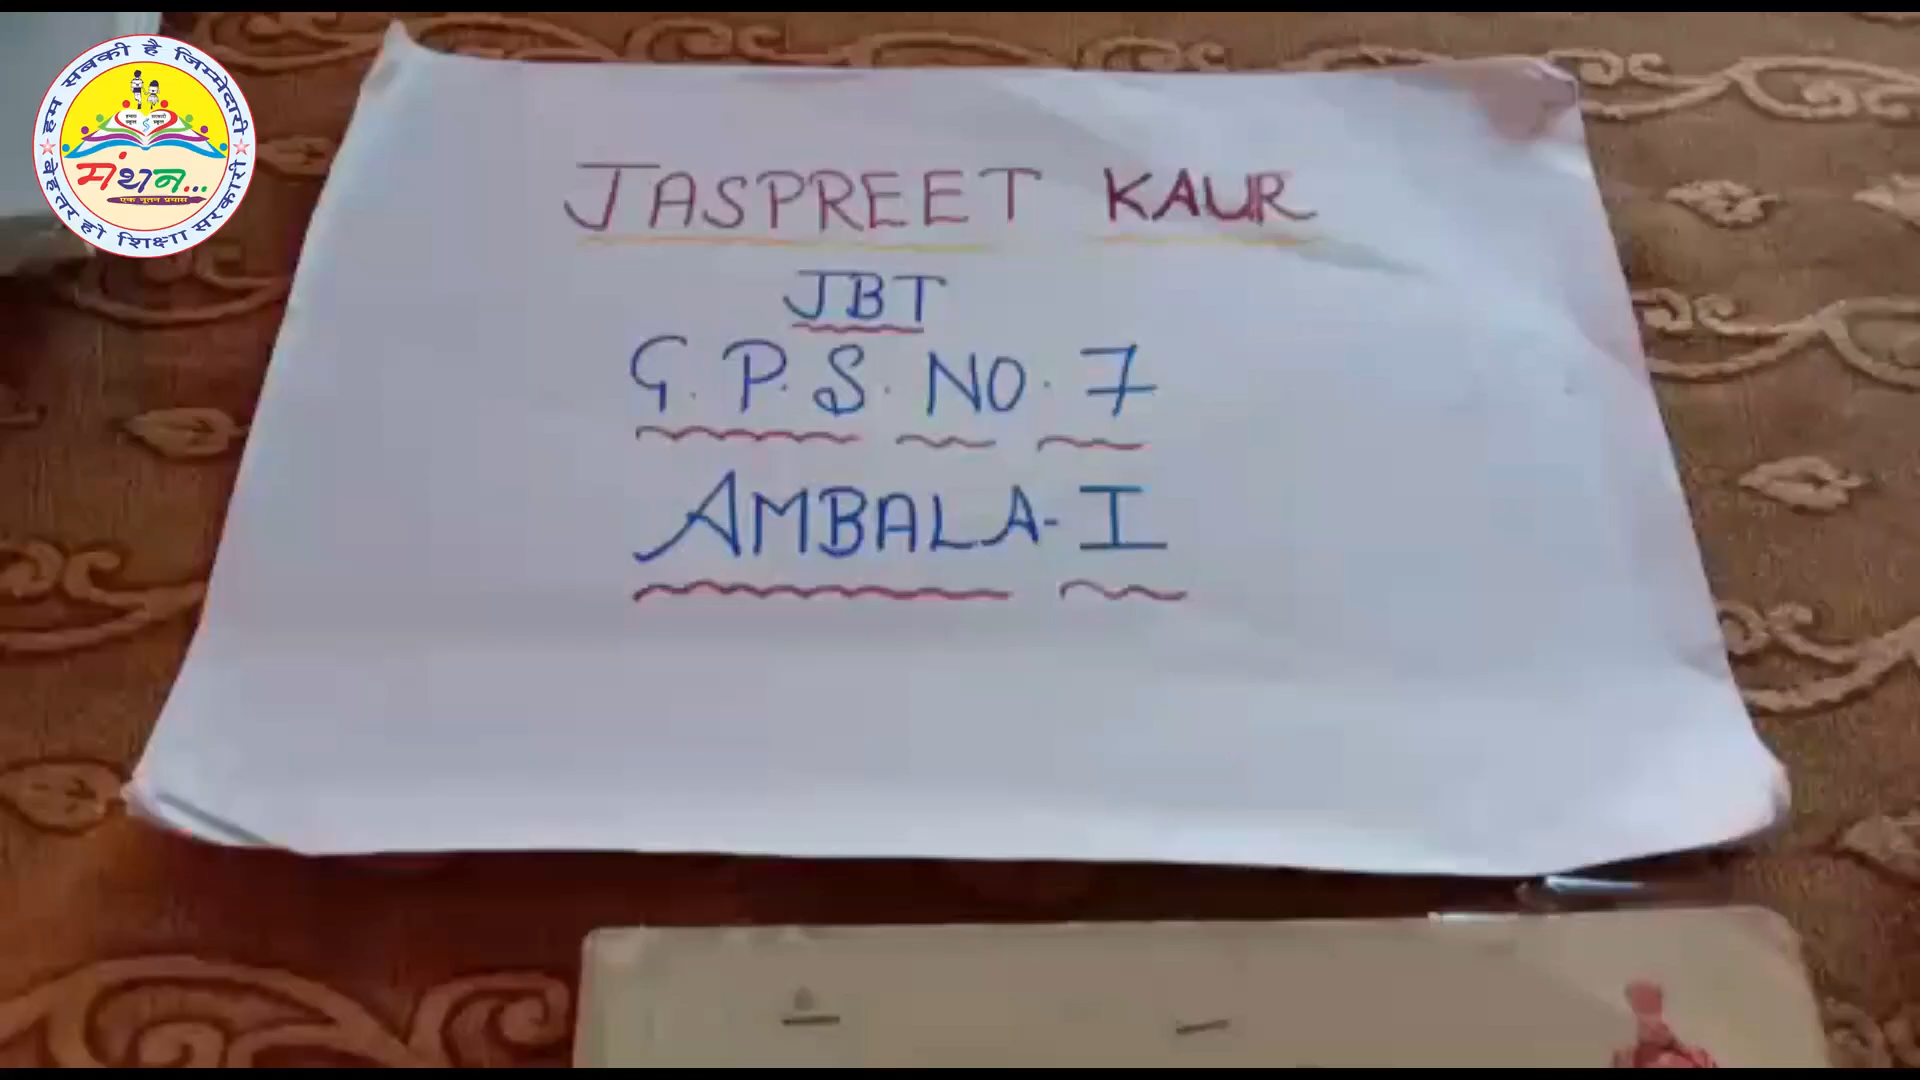 हम सबकी है जिम्मेदारी
बेहतर हो शिक्षा सरकारी
मंथन...
एक नूतन प्रयास
JASPREET KAUR
JBT
G.P.S. NO. 7
AMBALA-I